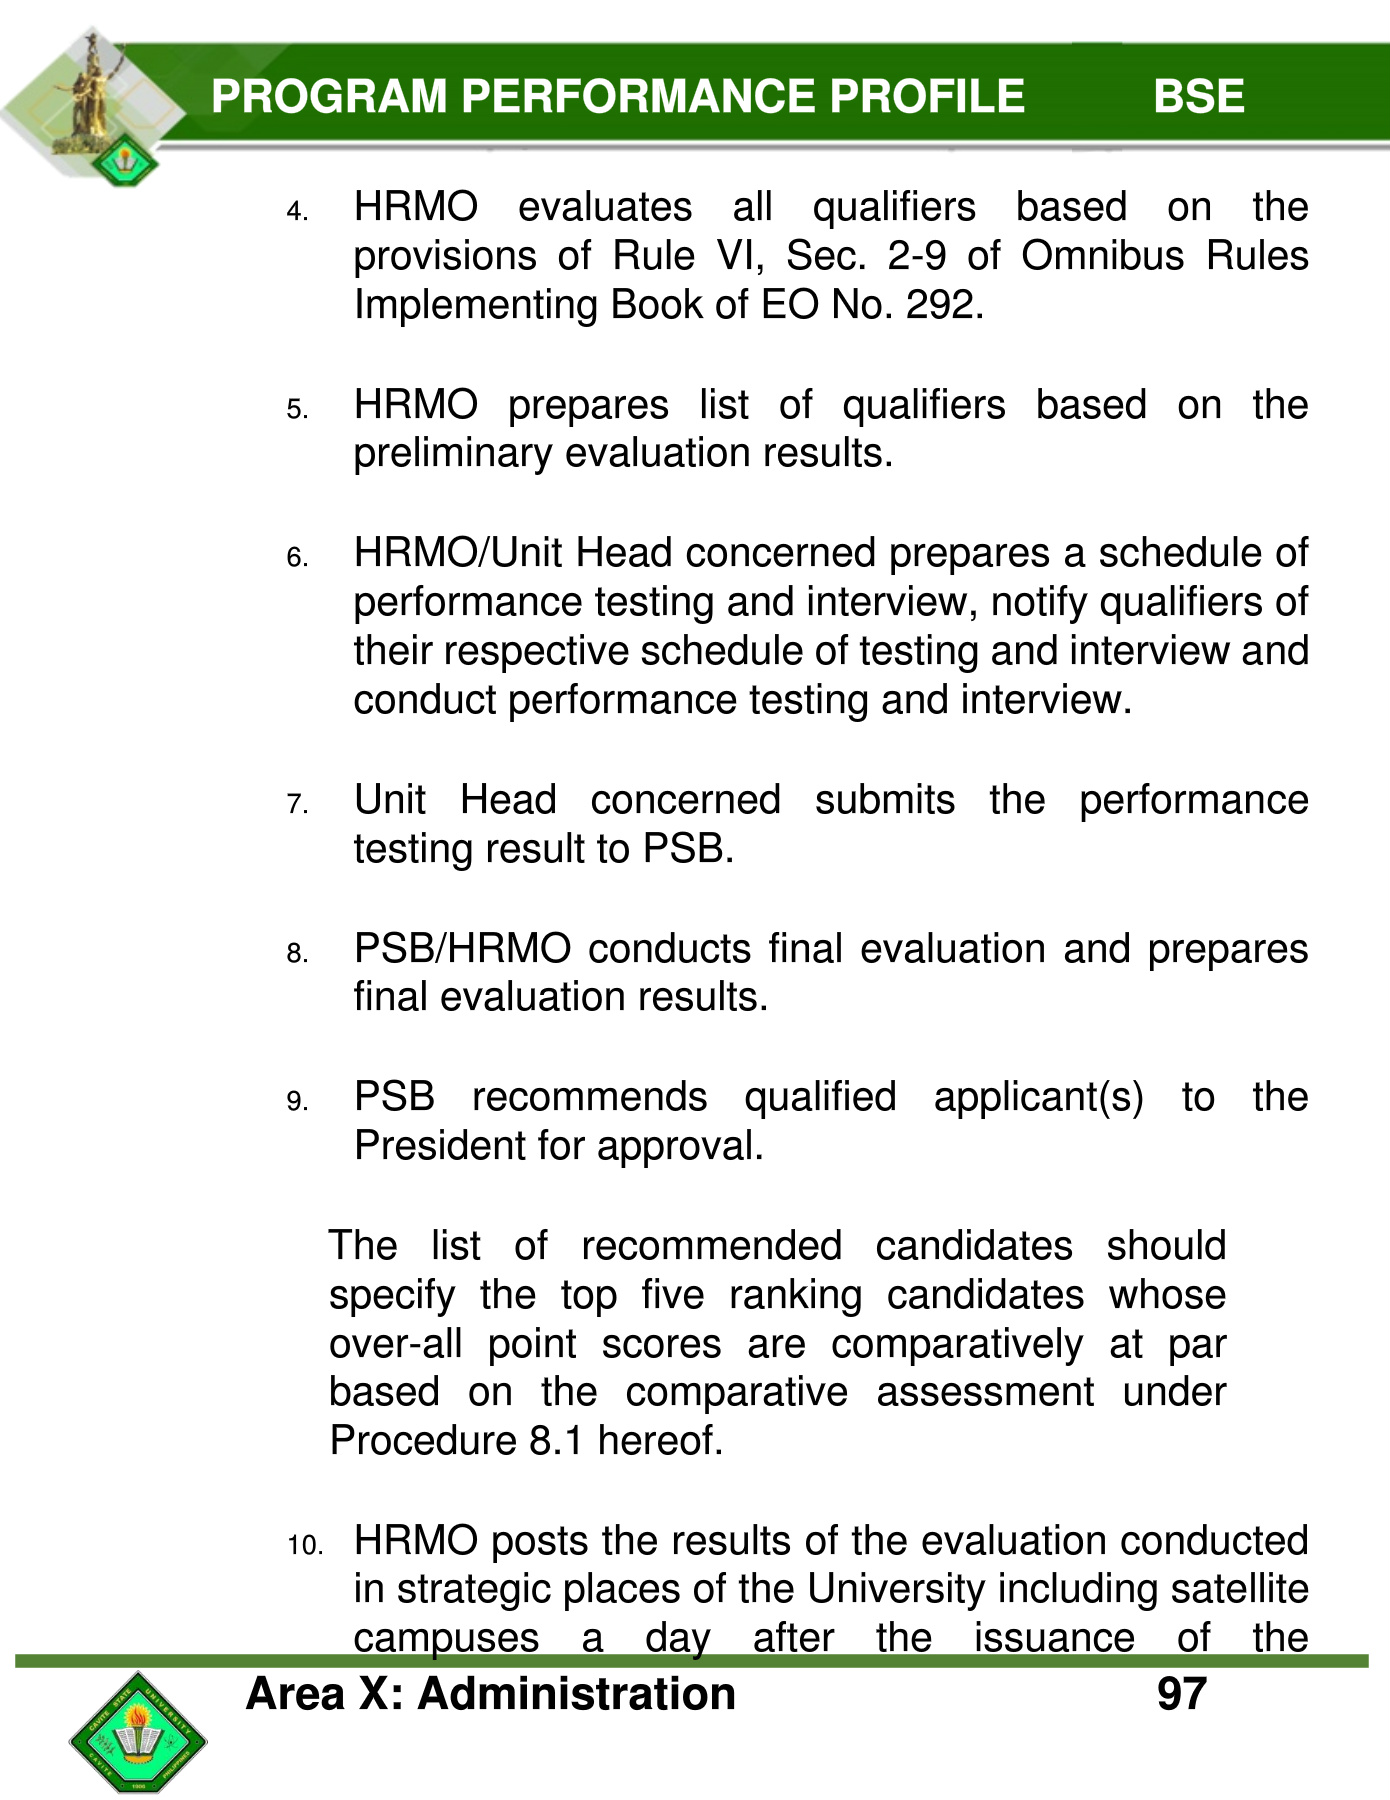 PROGRAM PERFORMANCE PROFILE BSE
4. HRMO evaluates all qualifiers based on the
provisions of Rule VI, Sec. 2-9 of Omnibus Rules
Implementing Book of EO No. 292.
5. HRMO prepares list of qualifiers based on the
preliminary evaluation results.
6. HRMO/Unit Head concerned prepares a schedule of
performance testing and interview, notify qualifiers of
their respective schedule of testing and interview and
conduct performance testing and interview.
7. Unit Head concerned submits the performance
testing result to PSB.
8. PSB/HRMO conducts final evaluation and prepares
final evaluation results.
9. PSB recommends qualified applicant(s) to the
President for approval.
The list of recommended candidates should
specify the top five ranking candidates whose
over-all point scores are comparatively at par
based on the comparative assessment under
Procedure 8.1 hereof.
10. HRMO posts the results of the evaluation conducted
in strategic places of the University including satellite
campuses a day after the issuance of the
Area X: Administration 97
CAVITE STATE UNIVERSITY
CAVITE PHILIPPINES
1906